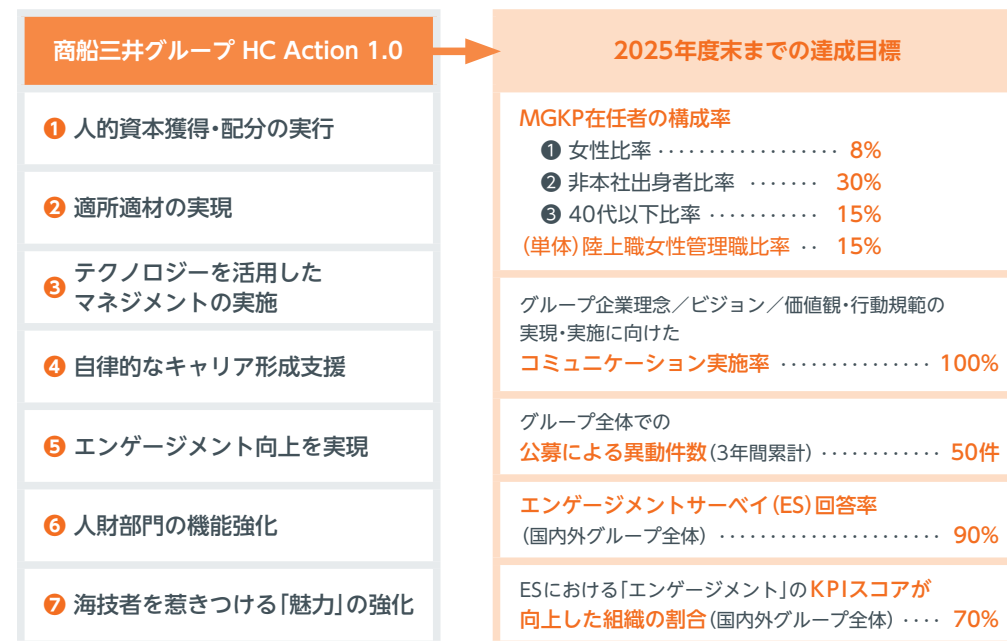 商船三井グループ HC Action 1.0
❶ 人的資本獲得・配分の実行
❷ 適所適材の実現
❸ テクノロジーを活用した
マネジメントの実施
❹ 自律的なキャリア形成支援
❺ エンゲージメント向上を実現
❻ 人財部門の機能強化
❼ 海技者を惹きつける「魅力」の強化
2025年度末までの達成目標
MGKP在任者の構成率
❶ 女性比率 ·················· 8%
❷ 非本社出身者比率 ······· 30%
❸ 40代以下比率 ··········· 15%
(単体)陸上職女性管理職比率 ·· 15%
グループ企業理念／ビジョン／価値観・行動規範の
実現・実施に向けた
コミュニケーション実施率 ··············· 100%
グループ全体での
公募による異動件数(3年間累計) ············ 50件
エンゲージメントサーベイ(ES)回答率
(国内外グループ全体) ······················ 90%
ESにおける「エンゲージメント」のKPIスコアが
向上した組織の割合(国内外グループ全体) ···· 70%